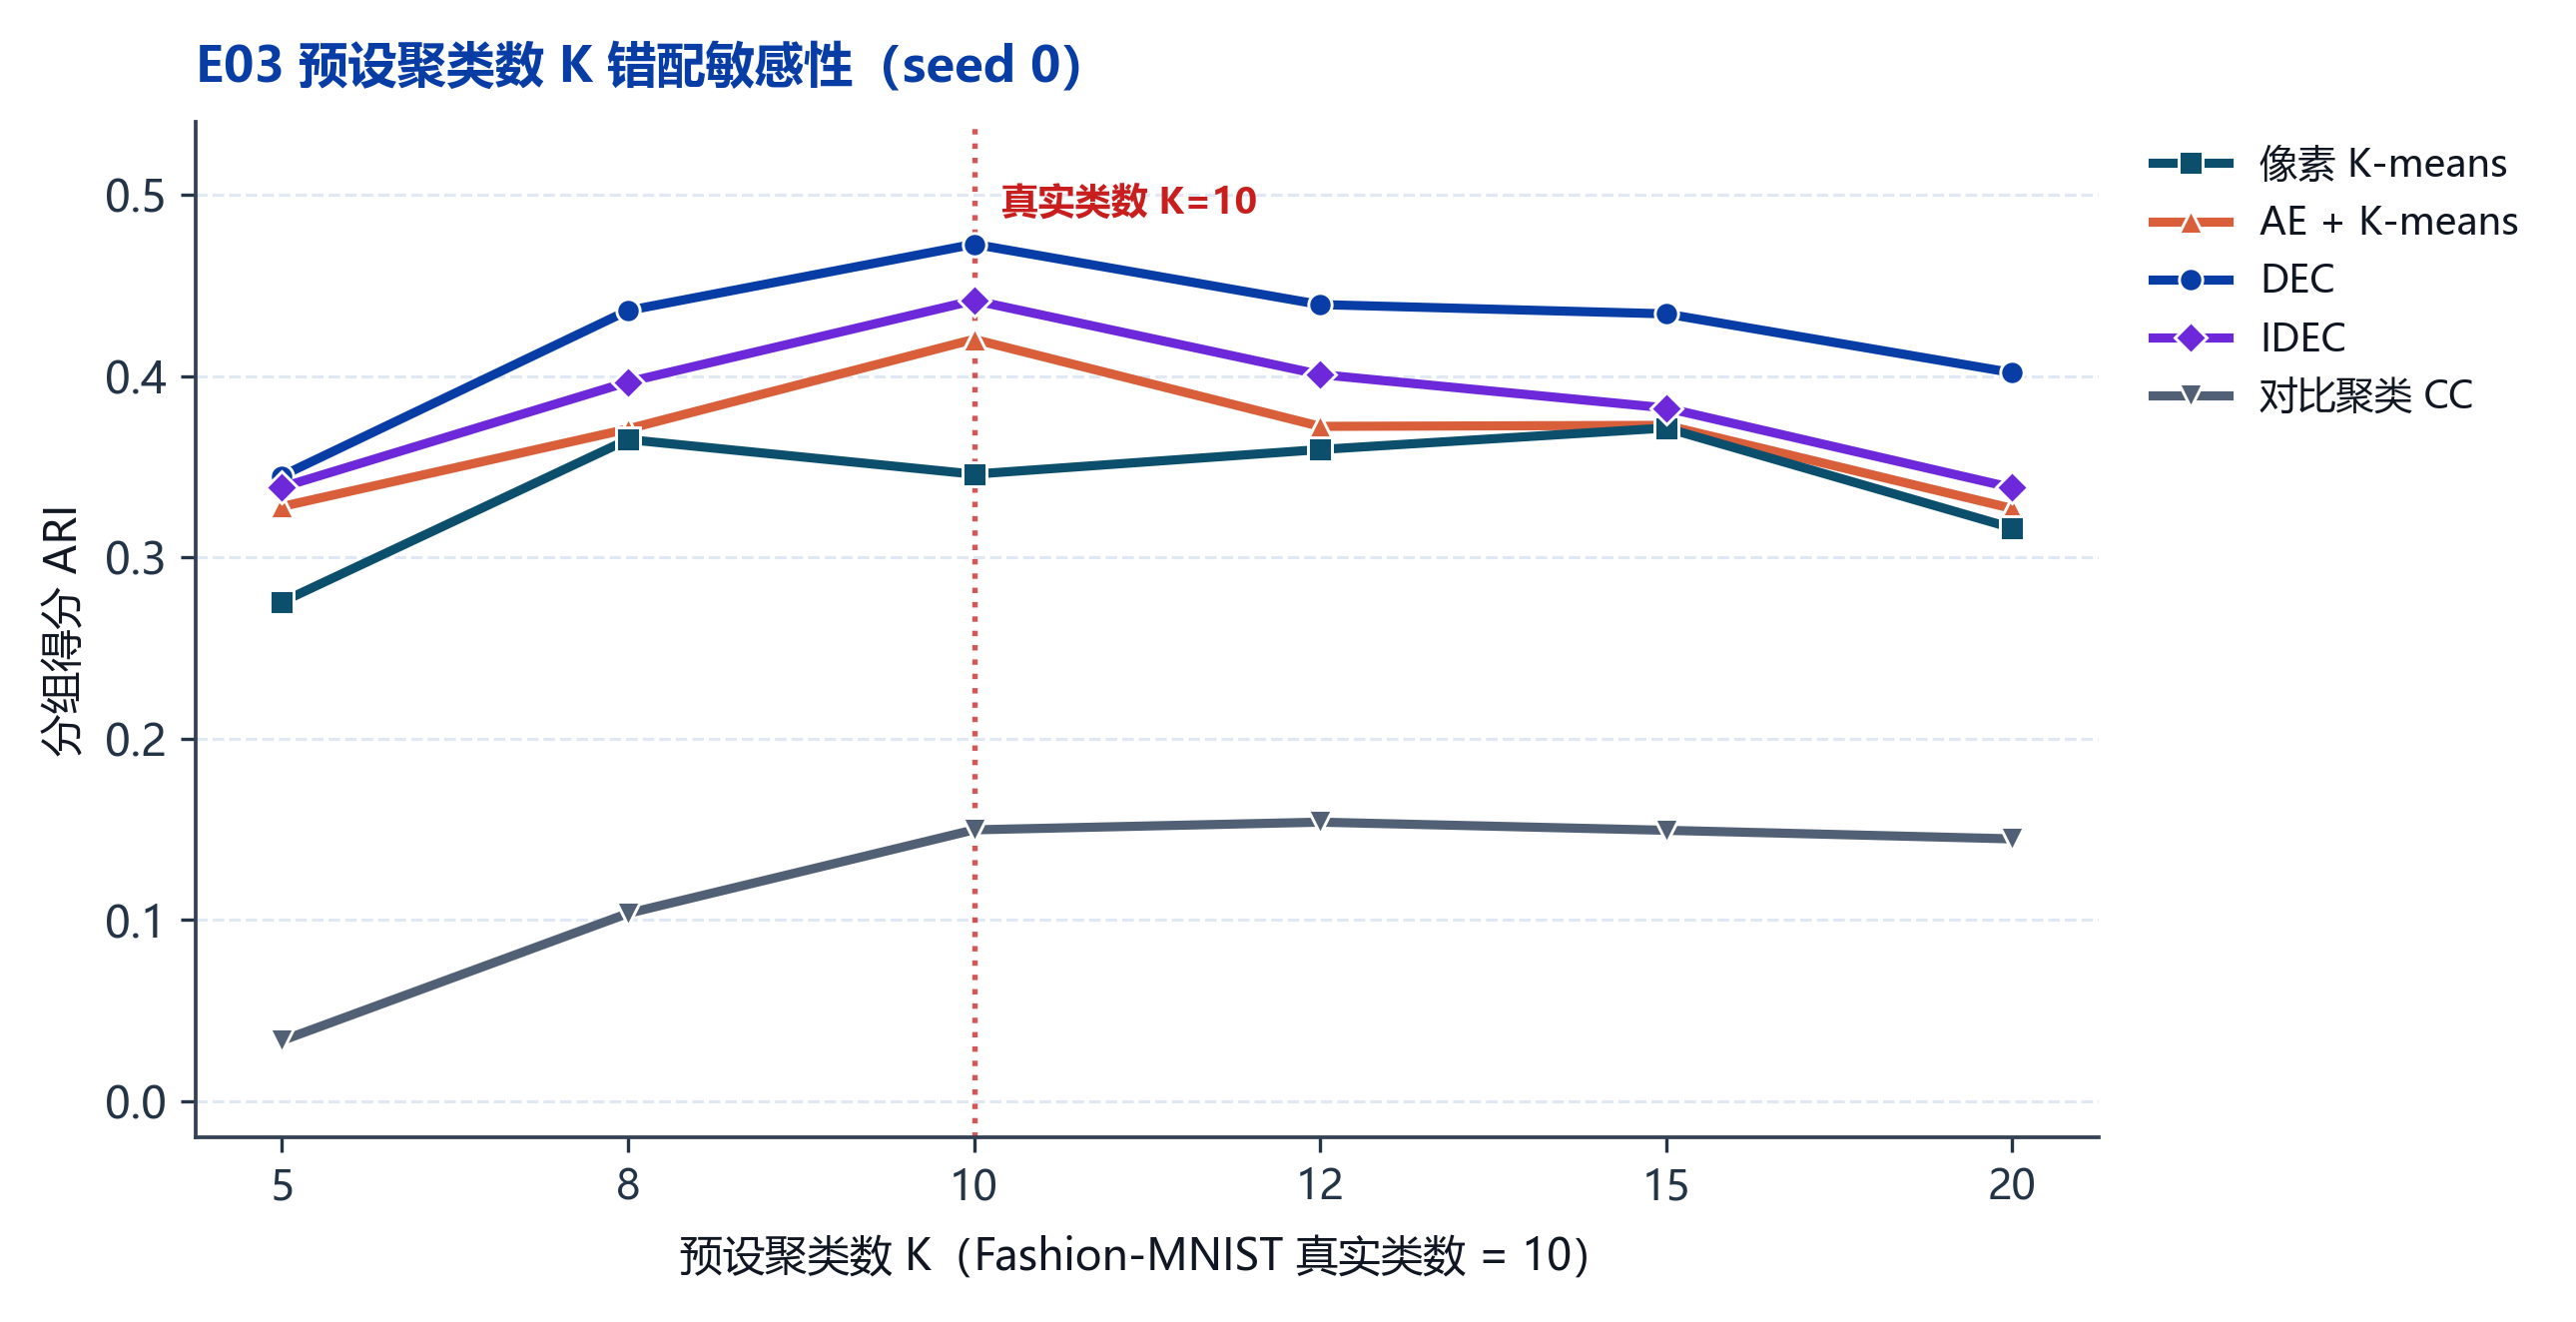 E03 预设聚类数 K 错配敏感性（seed 0）
真实类数 K=10
像素 K-means
AE + K-means
DEC
IDEC
对比聚类 CC
分组得分 ARI
0.5
0.4
0.3
0.2
0.1
0.0
5 8 10 12 15 20
预设聚类数 K（Fashion-MNIST 真实类数 = 10）